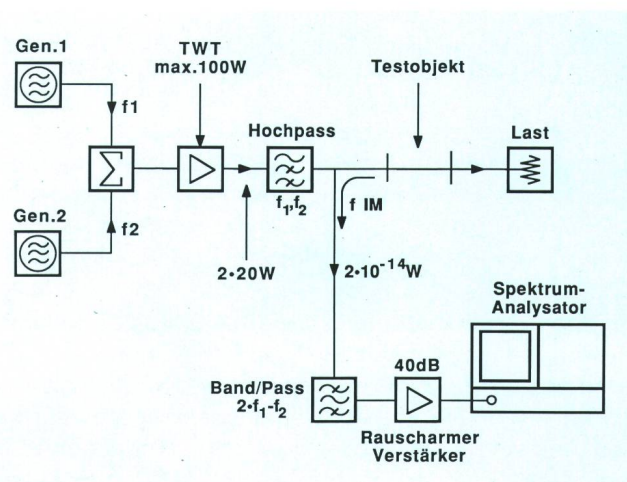 Gen.1
TWT
max.100W
Testobjekt
f1
Hochpass
Last
Σ
f₁,f₂
f IM
Gen.2
f2
2•20W
2•10⁻¹⁴W
Spektrum-
Analysator
40dB
Band/Pass
2•f₁-f₂
Rauscharmer
Verstärker